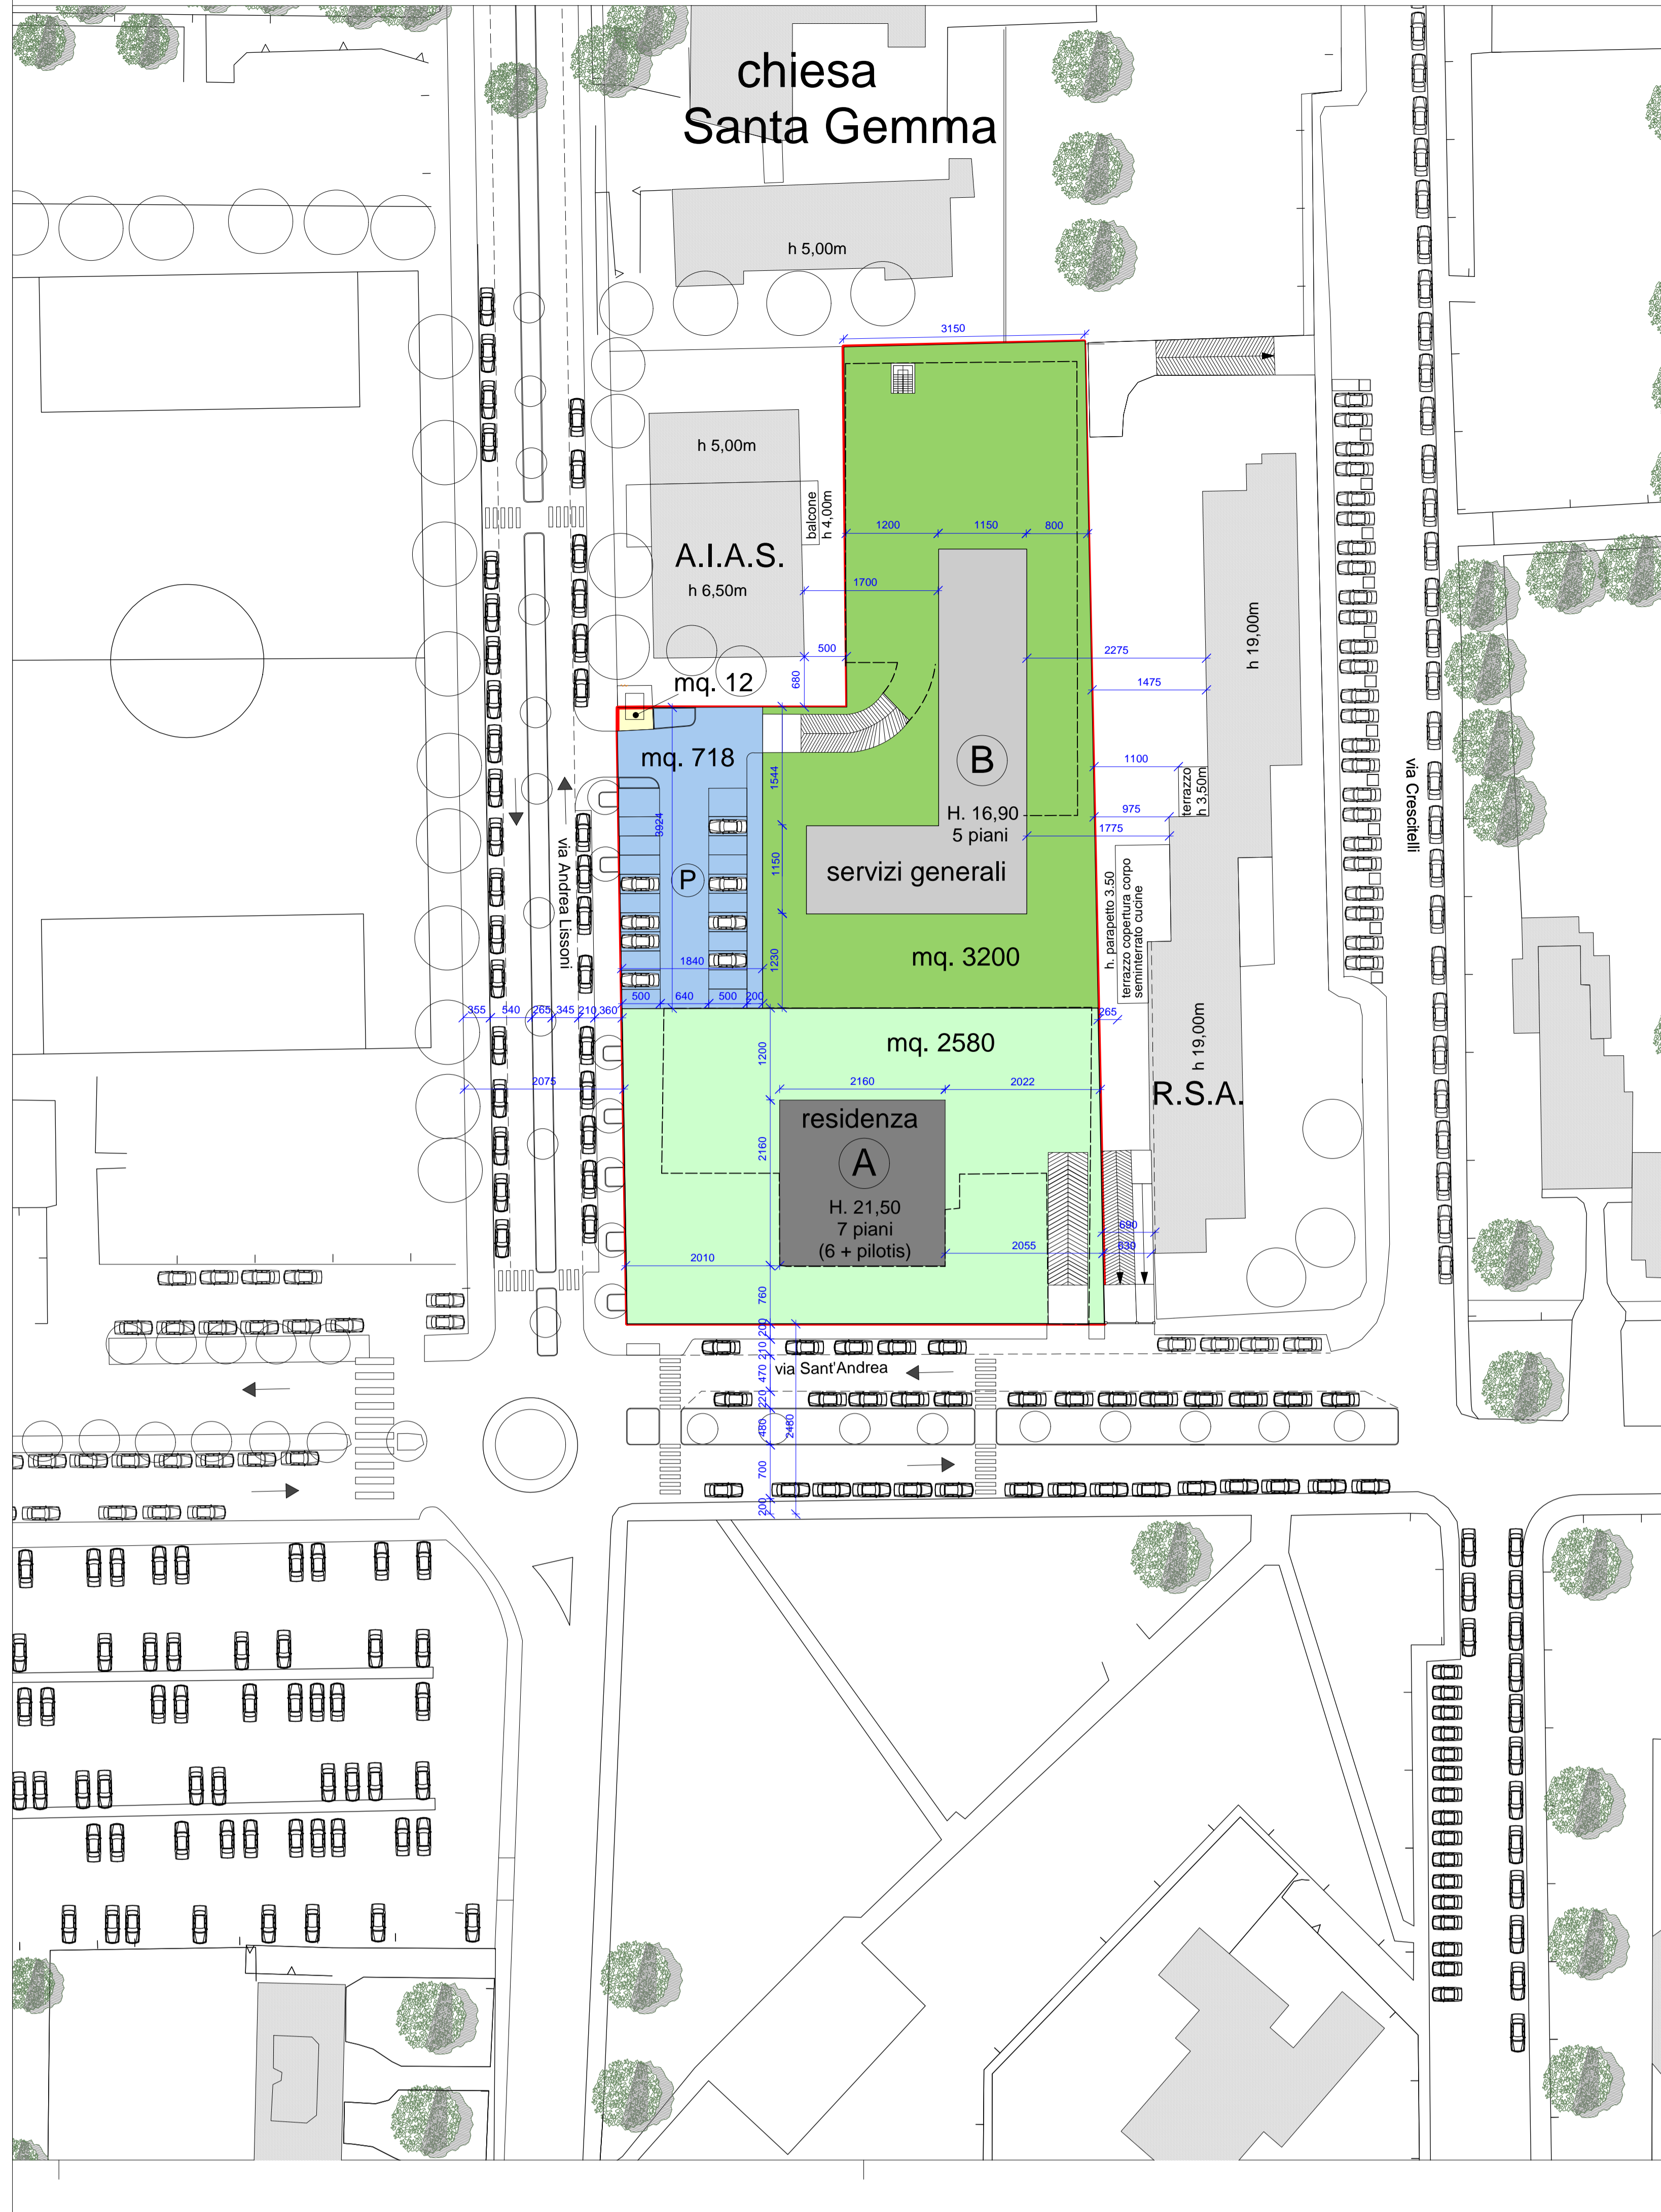 chiesa
Santa Gemma
h 5,00m
3150
h 5,00m
balcone
h 4,00m
1200
1150
800
A.I.A.S.
h 6,50m
1700
h 19,00m
500
680
2275
1475
mq. 12
mq. 718
1544
B
1100
terrazzo
h 3,50m
via Crescitelli
via Andrea Lissoni
3924
H. 16,90
5 piani
975
1775
servizi generali
P
1150
h. parapetto 3.50
terrazzo copertura corpo
seminterrato cucine
mq. 3200
1230
1840
500
640
500
200
355
540
265
345
210
360
265
h 19,00m
mq. 2580
1200
2075
2160
2022
R.S.A.
residenza
A
2160
H. 21,50
7 piani
(6 + pilotis)
690
630
2010
2055
760
200
210
via Sant'Andrea
470
220
480
2480
700
200